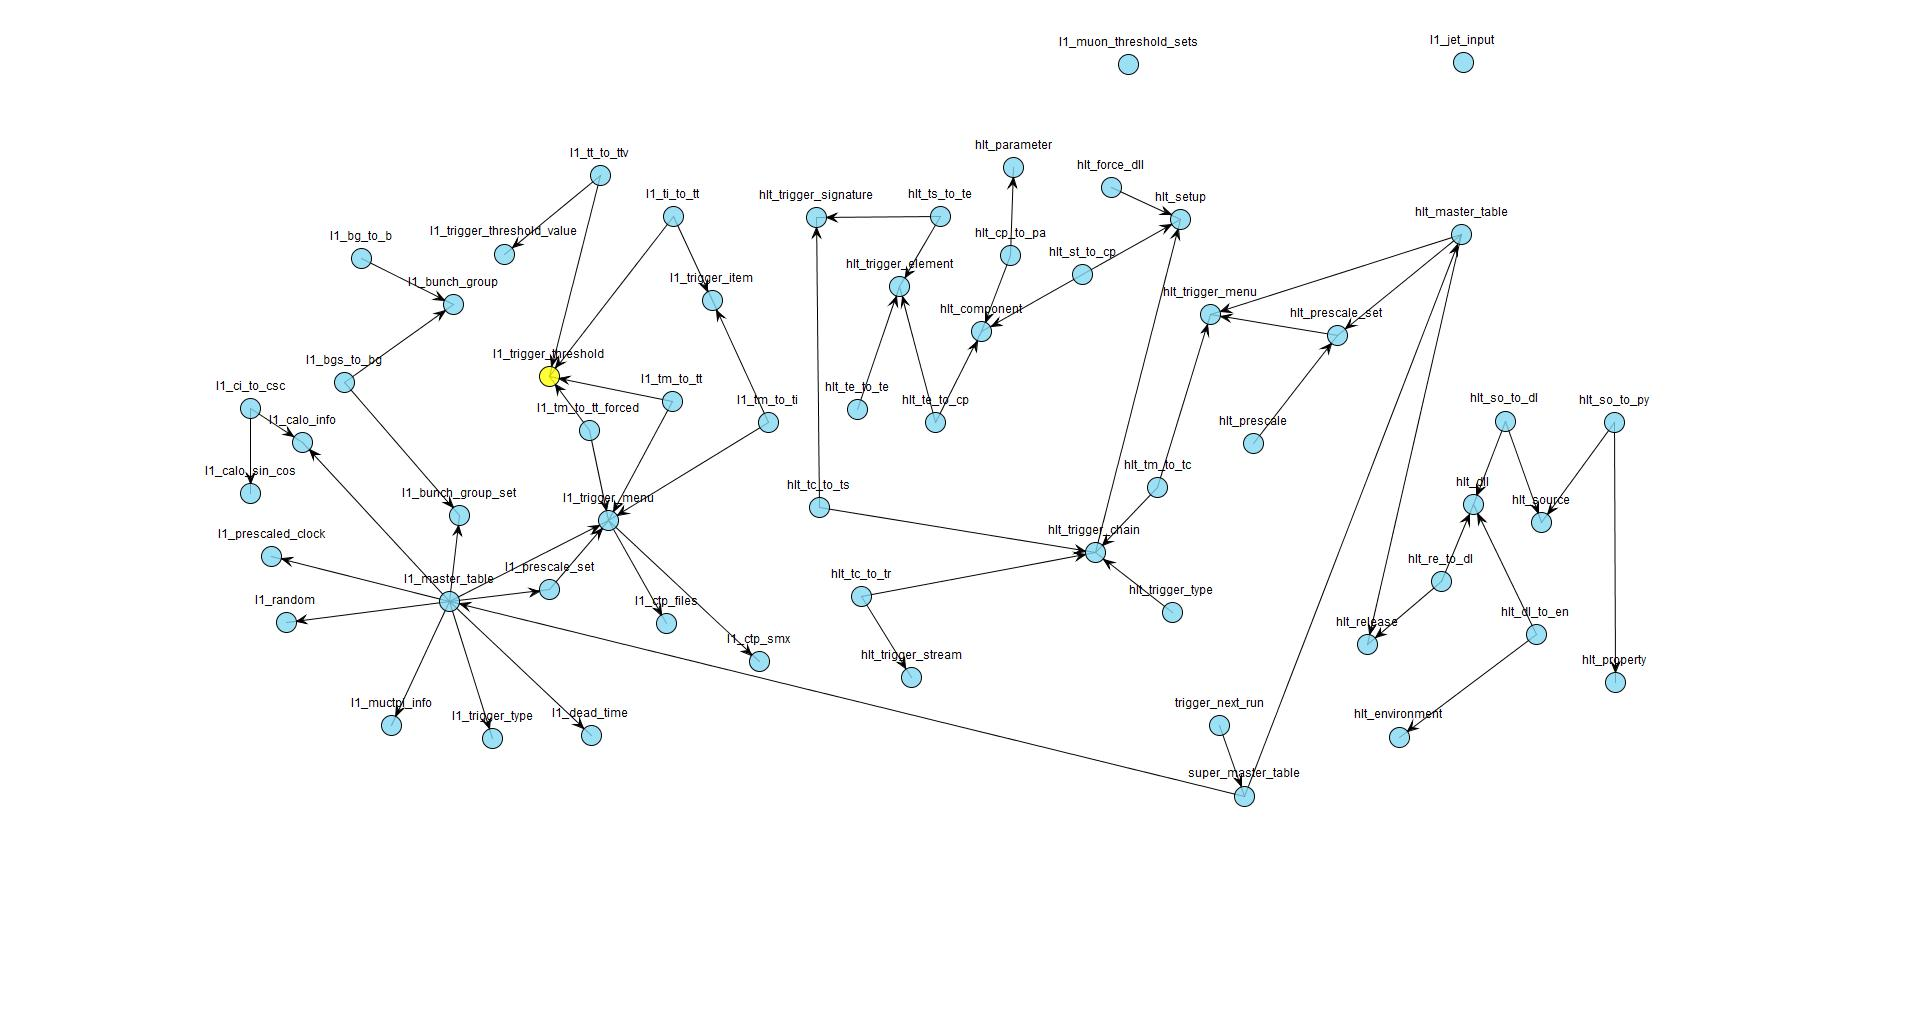 l1_jet_input
l1_muon_threshold_sets
hlt_parameter
l1_tt_to_ttv
hlt_force_dll
l1_ti_to_tt
hlt_trigger_signature
hlt_ts_to_te
hlt_setup
hlt_master_table
l1_bg_to_b
l1_trigger_threshold_value
hlt_cp_to_pa
hlt_st_to_cp
hlt_trigger_element
l1_bunch_group
l1_trigger_item
hlt_trigger_menu
hlt_component
hlt_prescale_set
l1_bgs_to_bg
l1_trigger_threshold
l1_ci_to_csc
l1_tm_to_tt
hlt_te_to_te
l1_tm_to_ti
hlt_te_to_cp
hlt_so_to_dl
hlt_so_to_py
l1_tm_to_tt_forced
l1_calo_info
hlt_prescale
l1_calo_sin_cos
hlt_tm_to_tc
hlt_tc_to_ts
hlt_dll
l1_bunch_group_set
l1_trigger_menu
hlt_source
l1_prescaled_clock
hlt_trigger_chain
hlt_re_to_dl
l1_prescale_set
hlt_tc_to_tr
l1_master_table
hlt_trigger_type
l1_random
l1_ctp_files
hlt_dl_to_en
hlt_release
l1_ctp_smx
hlt_trigger_stream
hlt_property
l1_muctpi_info
trigger_next_run
l1_dead_time
hlt_environment
l1_trigger_type
super_master_table